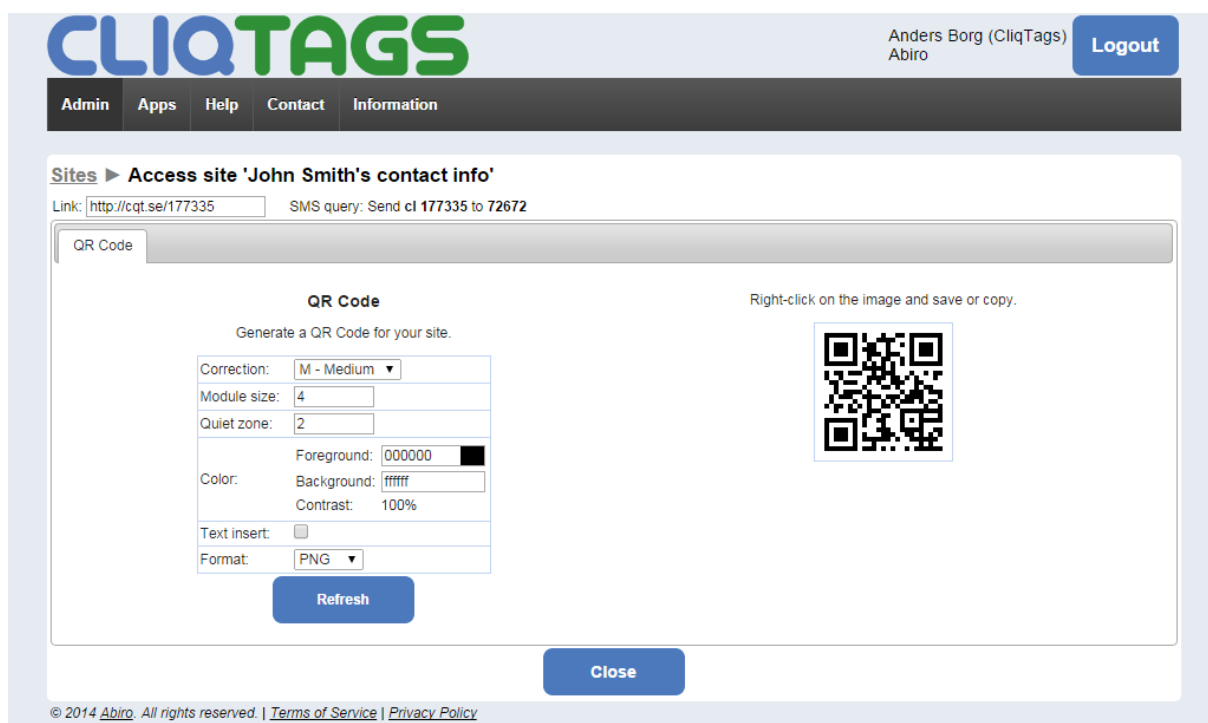 CLIQTAGS
Anders Borg (CliqTags)
Abiro
Logout
Admin Apps Help Contact Information
Sites ► Access site 'John Smith's contact info'
Link: http://cqt.se/177335 SMS query: Send cl 177335 to 72672
QR Code
QR Code
Generate a QR Code for your site.
Correction: M - Medium ▼
Module size: 4
Quiet zone: 2
Color:
Foreground: 000000
Background: ffffff
Contrast: 100%
Text insert:
Format: PNG ▼
Refresh
Right-click on the image and save or copy.
Close
© 2014 Abiro. All rights reserved. | Terms of Service | Privacy Policy